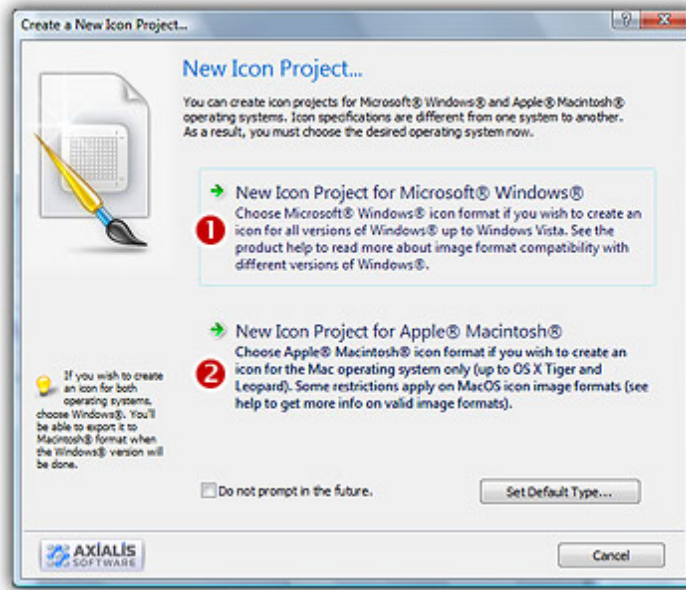 Create a New Icon Project...
New Icon Project...
You can create icon projects for Microsoft® Windows® and Apple® Macintosh®
operating systems. Icon specifications are different from one system to another.
As a result, you must choose the desired operating system now.
New Icon Project for Microsoft® Windows®
1
Choose Microsoft® Windows® icon format if you wish to create an
icon for all versions of Windows® up to Windows Vista. See the
product help to read more about image format compatibility with
different versions of Windows®.
New Icon Project for Apple® Macintosh®
2
Choose Apple® Macintosh® icon format if you wish to create an
icon for the Mac operating system only (up to OS X Tiger and
Leopard). Some restrictions apply on MacOS icon image formats (see
help to get more info on valid image formats).
If you wish to create
an icon for both
operating systems,
choose Windows®. You'll
be able to export it to
Macintosh® format when
the Windows® version will
be done.
Do not prompt in the future.
Set Default Type...
AXIALIS
SOFTWARE
Cancel